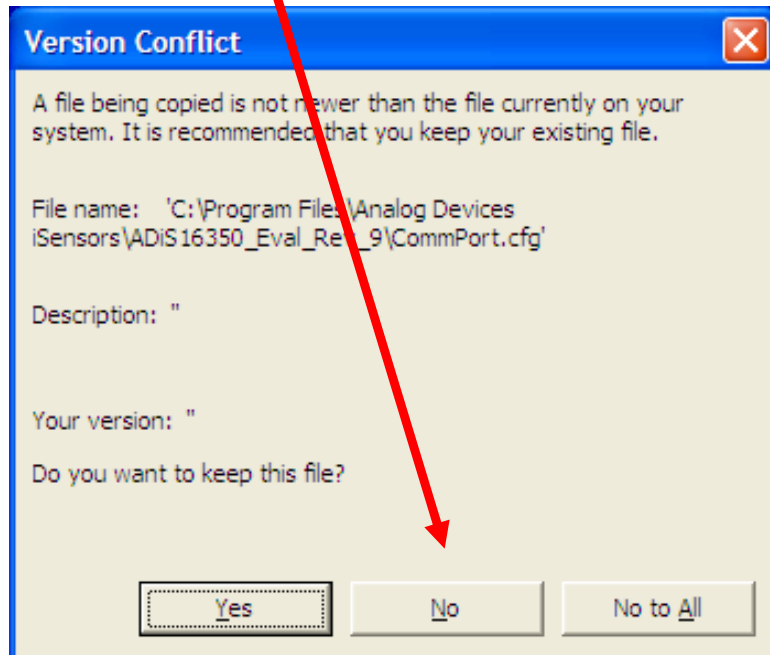 Version Conflict
A file being copied is not newer than the file currently on your
system. It is recommended that you keep your existing file.
File name: 'C:\Program Files\Analog Devices
iSensors\ADiS16350_Eval_Rev_9\CommPort.cfg'
Description: "
Your version: "
Do you want to keep this file?
Yes
No
No to All